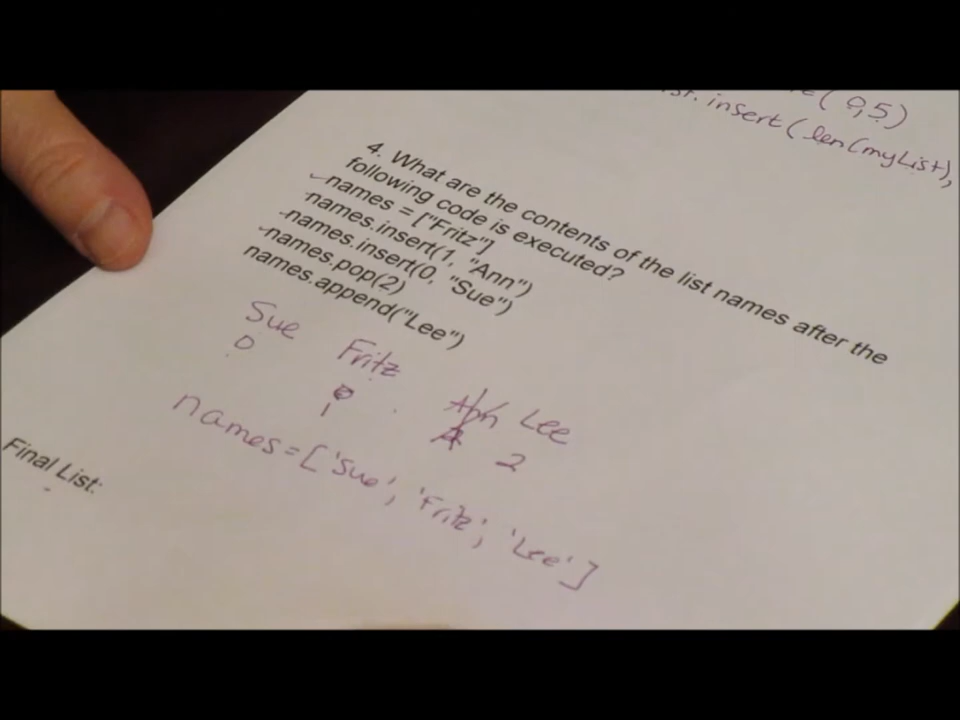 0,5)
insert(len(myList),
4. What are the contents of the list names after the
following code is executed?
names = ["Fritz"]
names.insert(1, "Ann")
names.insert(0, "Sue")
names.pop(2)
names.append("Lee")
Sue Fritz Ann Lee
0 1 2
names=['Sue', 'Fritz', 'Lee']
Final List: